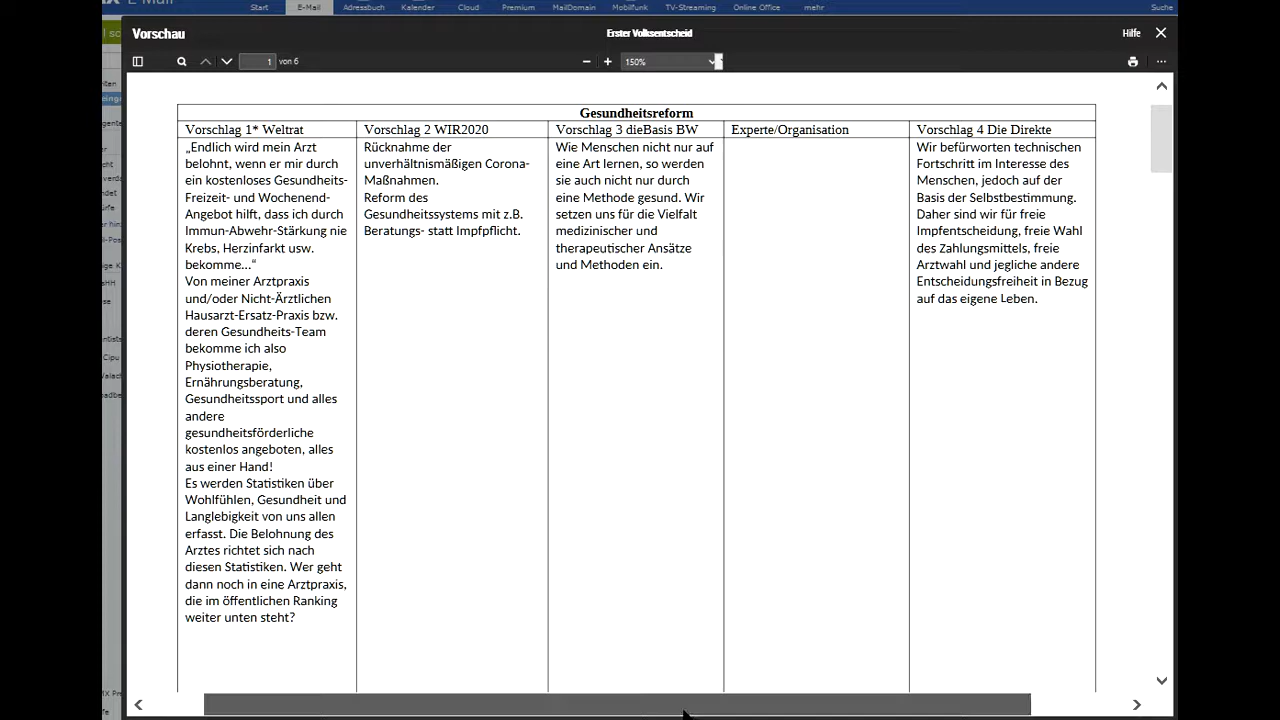 E-Mail
Start E-Mail Adressbuch Kalender Cloud Premium MailDomain Mobilfunk TV-Streaming Online Office mehr Suche
Vorschau
Erster Volksentscheid
Hilfe
1 von 6
150%
Gesundheitsreform
Vorschlag 1* Weltrat
„Endlich wird mein Arzt
belohnt, wenn er mir durch
ein kostenloses Gesundheits-
Freizeit- und Wochenend-
Angebot hilft, dass ich durch
Immun-Abwehr-Stärkung nie
Krebs, Herzinfarkt usw.
bekomme...“
Von meiner Arztpraxis
und/oder Nicht-Ärztlichen
Hausarzt-Ersatz-Praxis bzw.
deren Gesundheits-Team
bekomme ich also
Physiotherapie,
Ernährungsberatung,
Gesundheitssport und alles
andere
gesundheitsförderliche
kostenlos angeboten, alles
aus einer Hand!
Es werden Statistiken über
Wohlfühlen, Gesundheit und
Langlebigkeit von uns allen
erfasst. Die Belohnung des
Arztes richtet sich nach
diesen Statistiken. Wer geht
dann noch in eine Arztpraxis,
die im öffentlichen Ranking
weiter unten steht?
Vorschlag 2 WIR2020
Rücknahme der
unverhältnismäßigen Corona-
Maßnahmen.
Reform des
Gesundheitssystems mit z.B.
Beratungs- statt Impfpflicht.
Vorschlag 3 dieBasis BW
Wie Menschen nicht nur auf
eine Art lernen, so werden
sie auch nicht nur durch
eine Methode gesund. Wir
setzen uns für die Vielfalt
medizinischer und
therapeutischer Ansätze
und Methoden ein.
Experte/Organisation
Vorschlag 4 Die Direkte
Wir befürworten technischen
Fortschritt im Interesse des
Menschen, jedoch auf der
Basis der Selbstbestimmung.
Daher sind wir für freie
Impfentscheidung, freie Wahl
des Zahlungsmittels, freie
Arztwahl und jegliche andere
Entscheidungsfreiheit in Bezug
auf das eigene Leben.